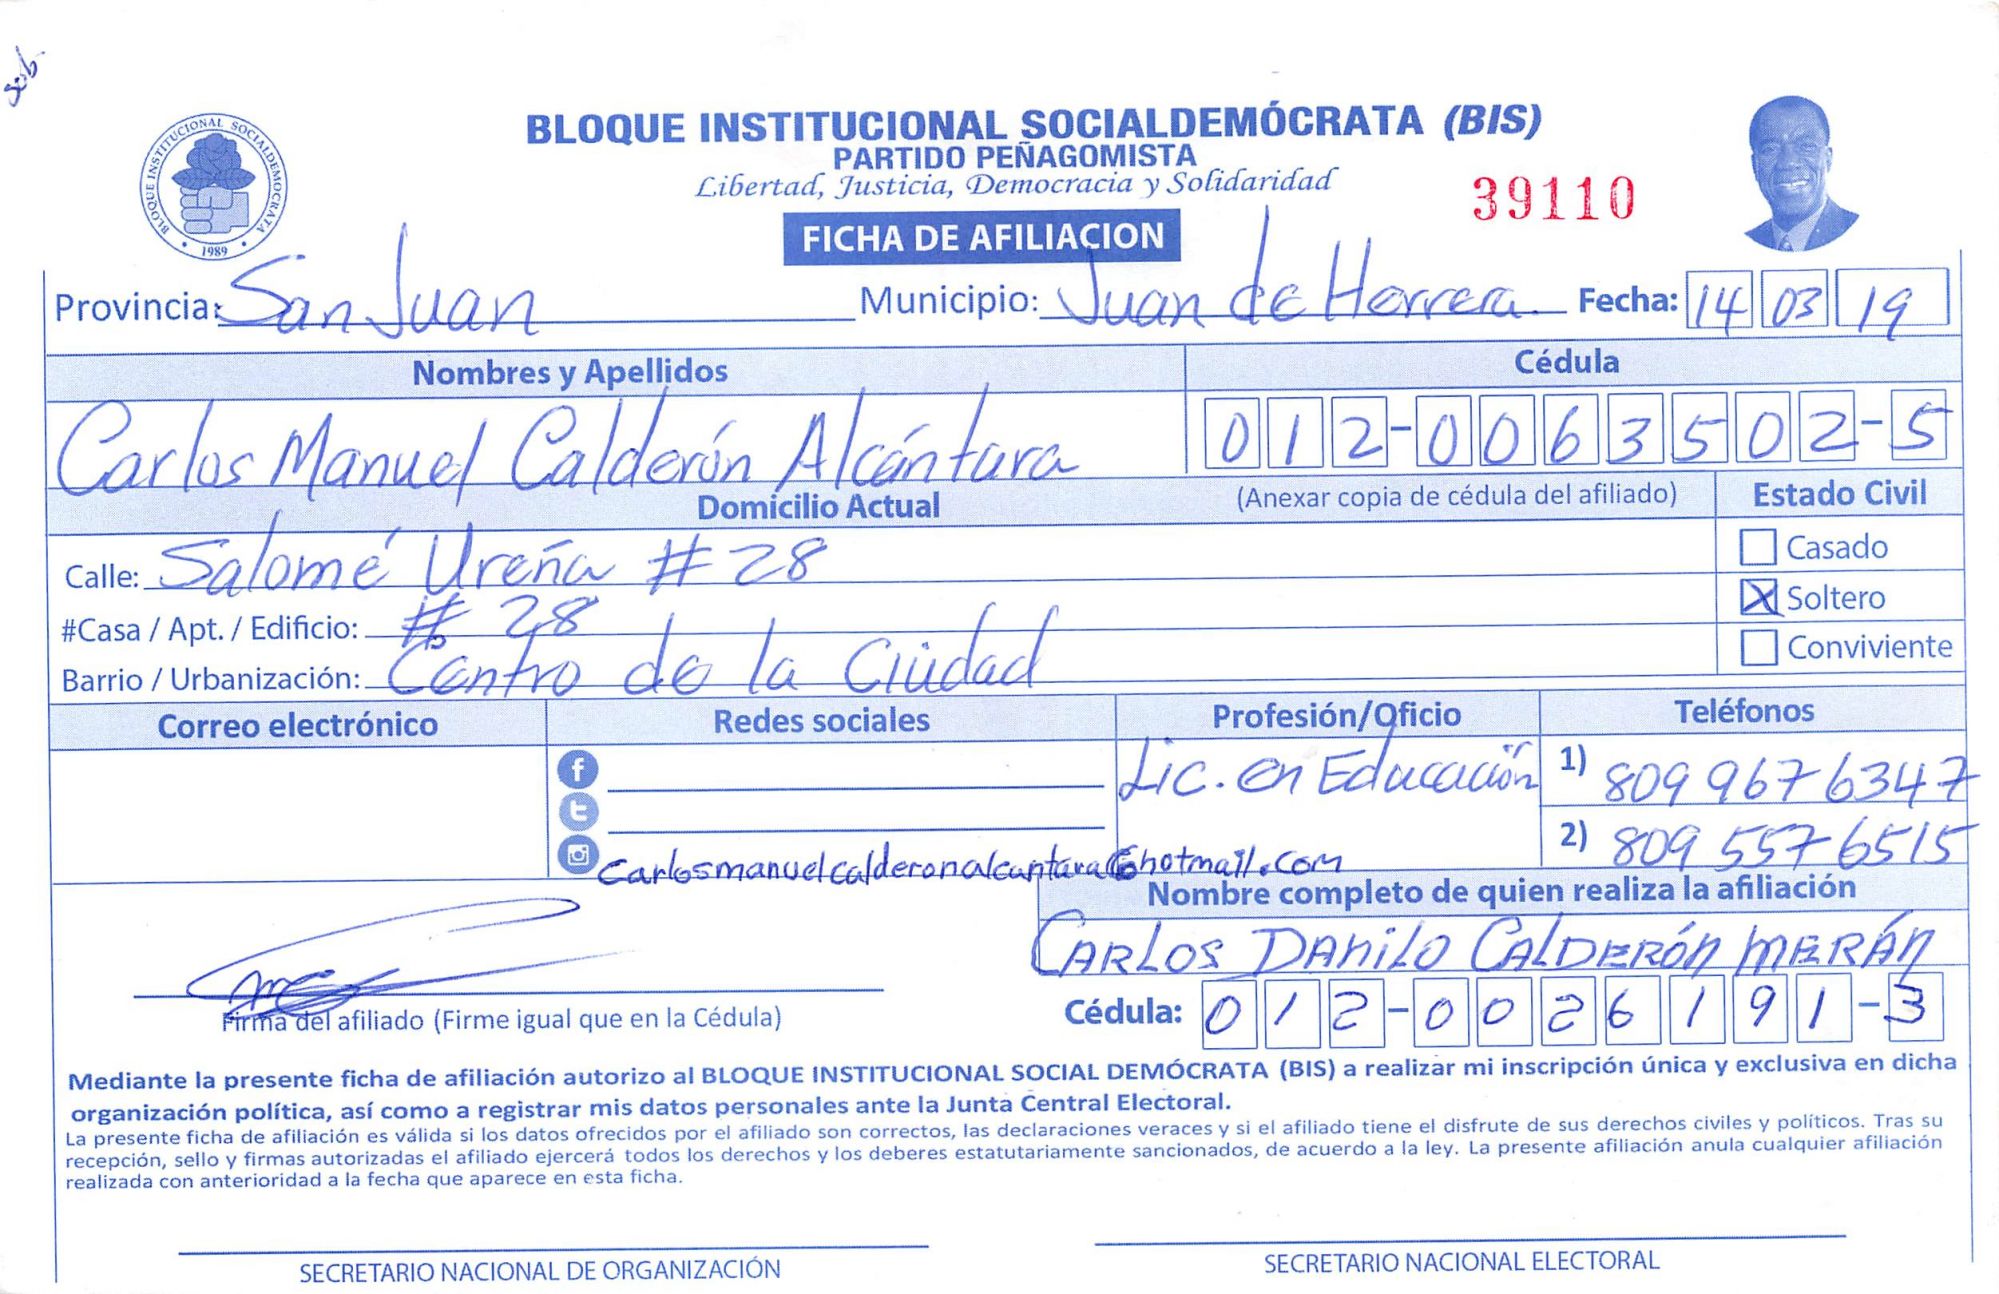 BLOQUE INSTITUCIONAL SOCIALDEMÓCRATA
1989
BLOQUE INSTITUCIONAL SOCIALDEMÓCRATA (BIS)
PARTIDO PEÑAGOMISTA
Libertad, Justicia, Democracia y Solidaridad
39110
FICHA DE AFILIACION
Provincia: San Juan Municipio: Juan de Herrera. Fecha: 14 03 19
Nombres y Apellidos Cédula
Carlos Manuel Calderón Alcántara 012-0063502-5
Domicilio Actual (Anexar copia de cédula del afiliado) Estado Civil
Calle: Salomé Ureña # 28 Casado
#Casa / Apt. / Edificio: # 28 X Soltero
Barrio / Urbanización: Centro de la Ciudad Conviviente
Correo electrónico Redes sociales Profesión/Oficio Teléfonos
Lic. en Educación 1) 809 967 6347
2) 809 557 6515
carlosmanuelcalderonalcantara@hotmail.com
Nombre completo de quien realiza la afiliación
CARLOS DANILO CALDERÓN MERÁN
Firma del afiliado (Firme igual que en la Cédula) Cédula: 012-0026191-3
Mediante la presente ficha de afiliación autorizo al BLOQUE INSTITUCIONAL SOCIAL DEMÓCRATA (BIS) a realizar mi inscripción única y exclusiva en dicha
organización política, así como a registrar mis datos personales ante la Junta Central Electoral.
La presente ficha de afiliación es válida si los datos ofrecidos por el afiliado son correctos, las declaraciones veraces y si el afiliado tiene el disfrute de sus derechos civiles y políticos. Tras su
recepción, sello y firmas autorizadas el afiliado ejercerá todos los derechos y los deberes estatutariamente sancionados, de acuerdo a la ley. La presente afiliación anula cualquier afiliación
realizada con anterioridad a la fecha que aparece en esta ficha.
SECRETARIO NACIONAL DE ORGANIZACIÓN SECRETARIO NACIONAL ELECTORAL